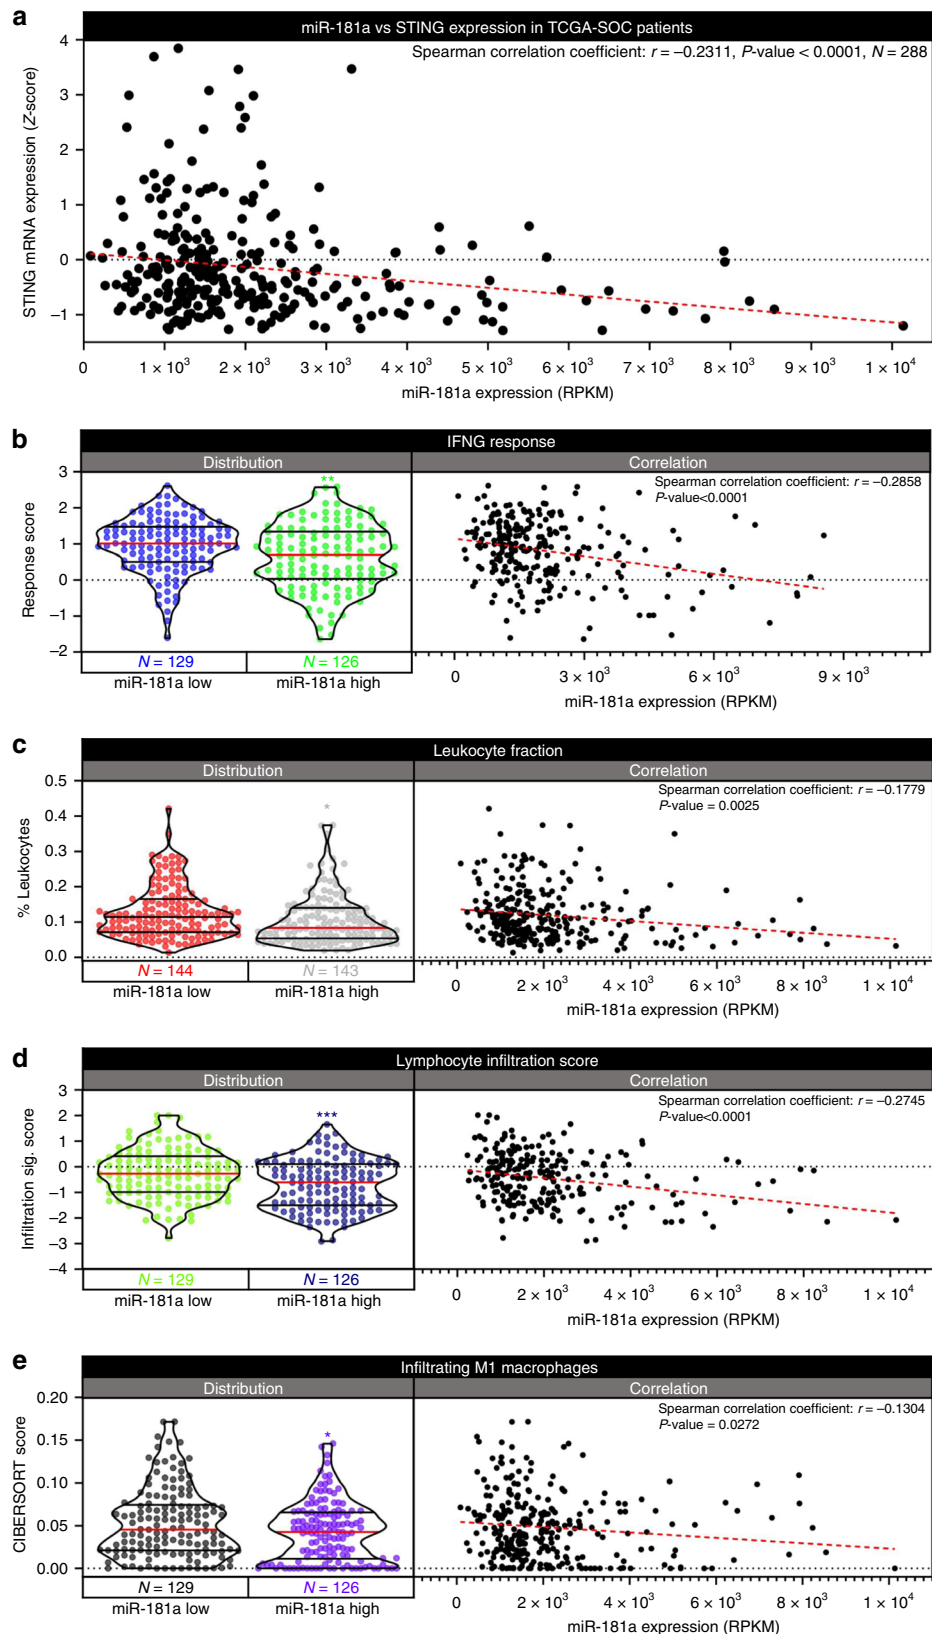 a
miR-181a vs STING expression in TCGA-SOC patients
Spearman correlation coefficient: r = –0.2311, P-value < 0.0001, N = 288
STING mRNA expression (Z-score)
4
3
2
1
0
–1
0 1 × 10³ 2 × 10³ 3 × 10³ 4 × 10³ 5 × 10³ 6 × 10³ 7 × 10³ 8 × 10³ 9 × 10³ 1 × 10⁴
miR-181a expression (RPKM)
b
IFNG response
Distribution Correlation
Spearman correlation coefficient: r = –0.2858
P-value<0.0001
**
Response score
3
2
1
0
–1
–2
N = 129 N = 126
miR-181a low miR-181a high
0 3 × 10³ 6 × 10³ 9 × 10³
miR-181a expression (RPKM)
c
Leukocyte fraction
Distribution Correlation
Spearman correlation coefficient: r = –0.1779
P-value = 0.0025
*
% Leukocytes
0.5
0.4
0.3
0.2
0.1
0.0
N = 144 N = 143
miR-181a low miR-181a high
0 2 × 10³ 4 × 10³ 6 × 10³ 8 × 10³ 1 × 10⁴
miR-181a expression (RPKM)
d
Lymphocyte infiltration score
Distribution Correlation
Spearman correlation coefficient: r = –0.2745
P-value<0.0001
***
Infiltration sig. score
3
2
1
0
–1
–2
–3
–4
N = 129 N = 126
miR-181a low miR-181a high
0 2 × 10³ 4 × 10³ 6 × 10³ 8 × 10³ 1 × 10⁴
miR-181a expression (RPKM)
e
Infiltrating M1 macrophages
Distribution Correlation
Spearman correlation coefficient: r = –0.1304
P-value = 0.0272
*
CIBERSORT score
0.20
0.15
0.10
0.05
0.00
N = 129 N = 126
miR-181a low miR-181a high
0 2 × 10³ 4 × 10³ 6 × 10³ 8 × 10³ 1 × 10⁴
miR-181a expression (RPKM)